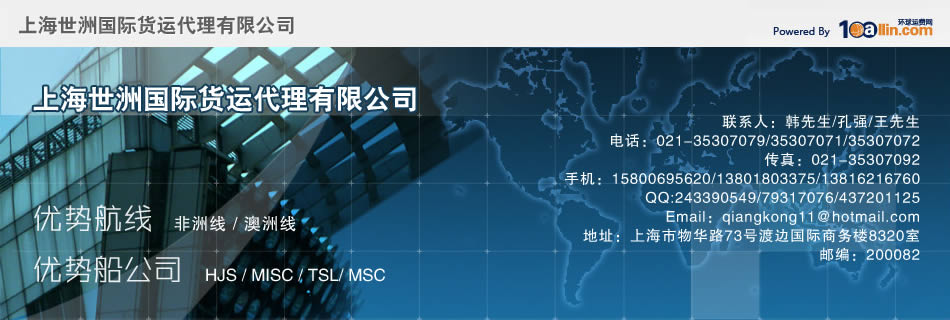 上海世洲国际货运代理有限公司
Powered By 100allin.com 环球运费网
上海世洲国际货运代理有限公司
联系人：韩先生/孔强/王先生
电话：021-35307079/35307071/35307072
传真：021-35307092
手机：15800695620/13801803375/13816216760
QQ:243390549/79317076/437201125
Email：qiangkong11@hotmail.com
地址：上海市物华路73号渡边国际商务楼8320室
邮编：200082
优势航线 非洲线 / 澳洲线
优势船公司 HJS / MISC / TSL/ MSC